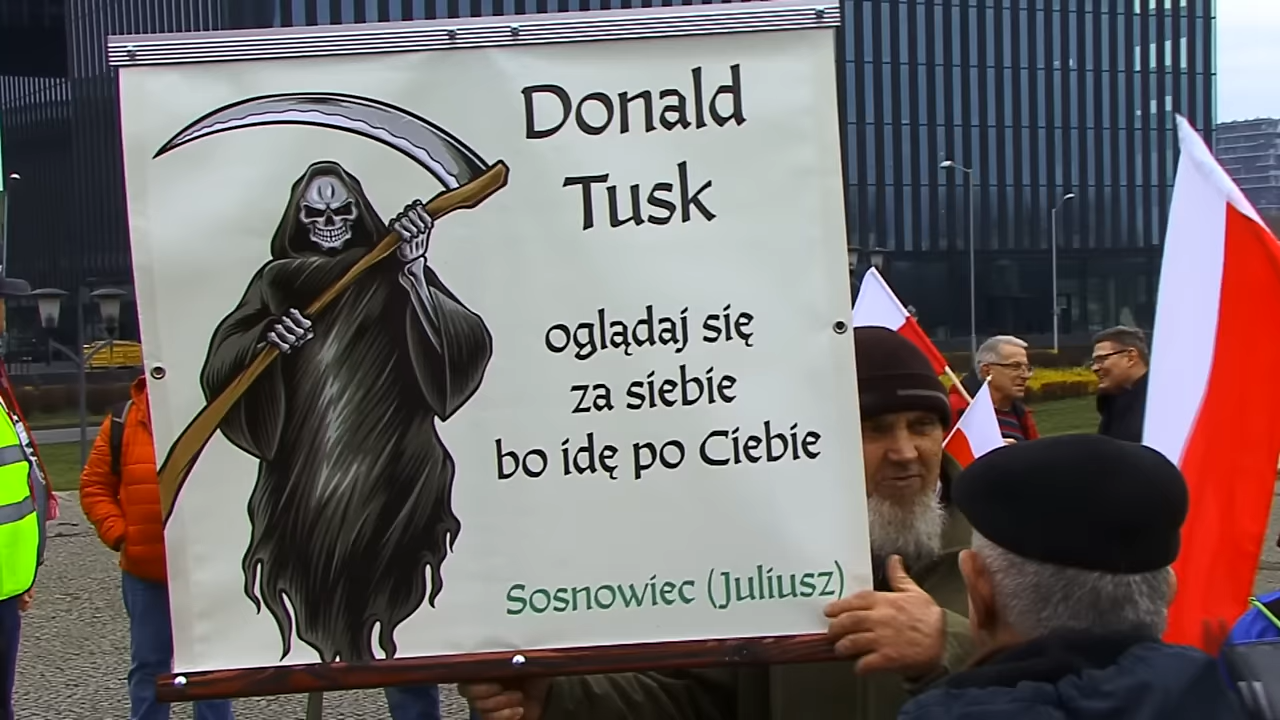 Donald
Tusk
oglądaj się
za siebie
bo idę po Ciebie
Sosnowiec (Juliusz)